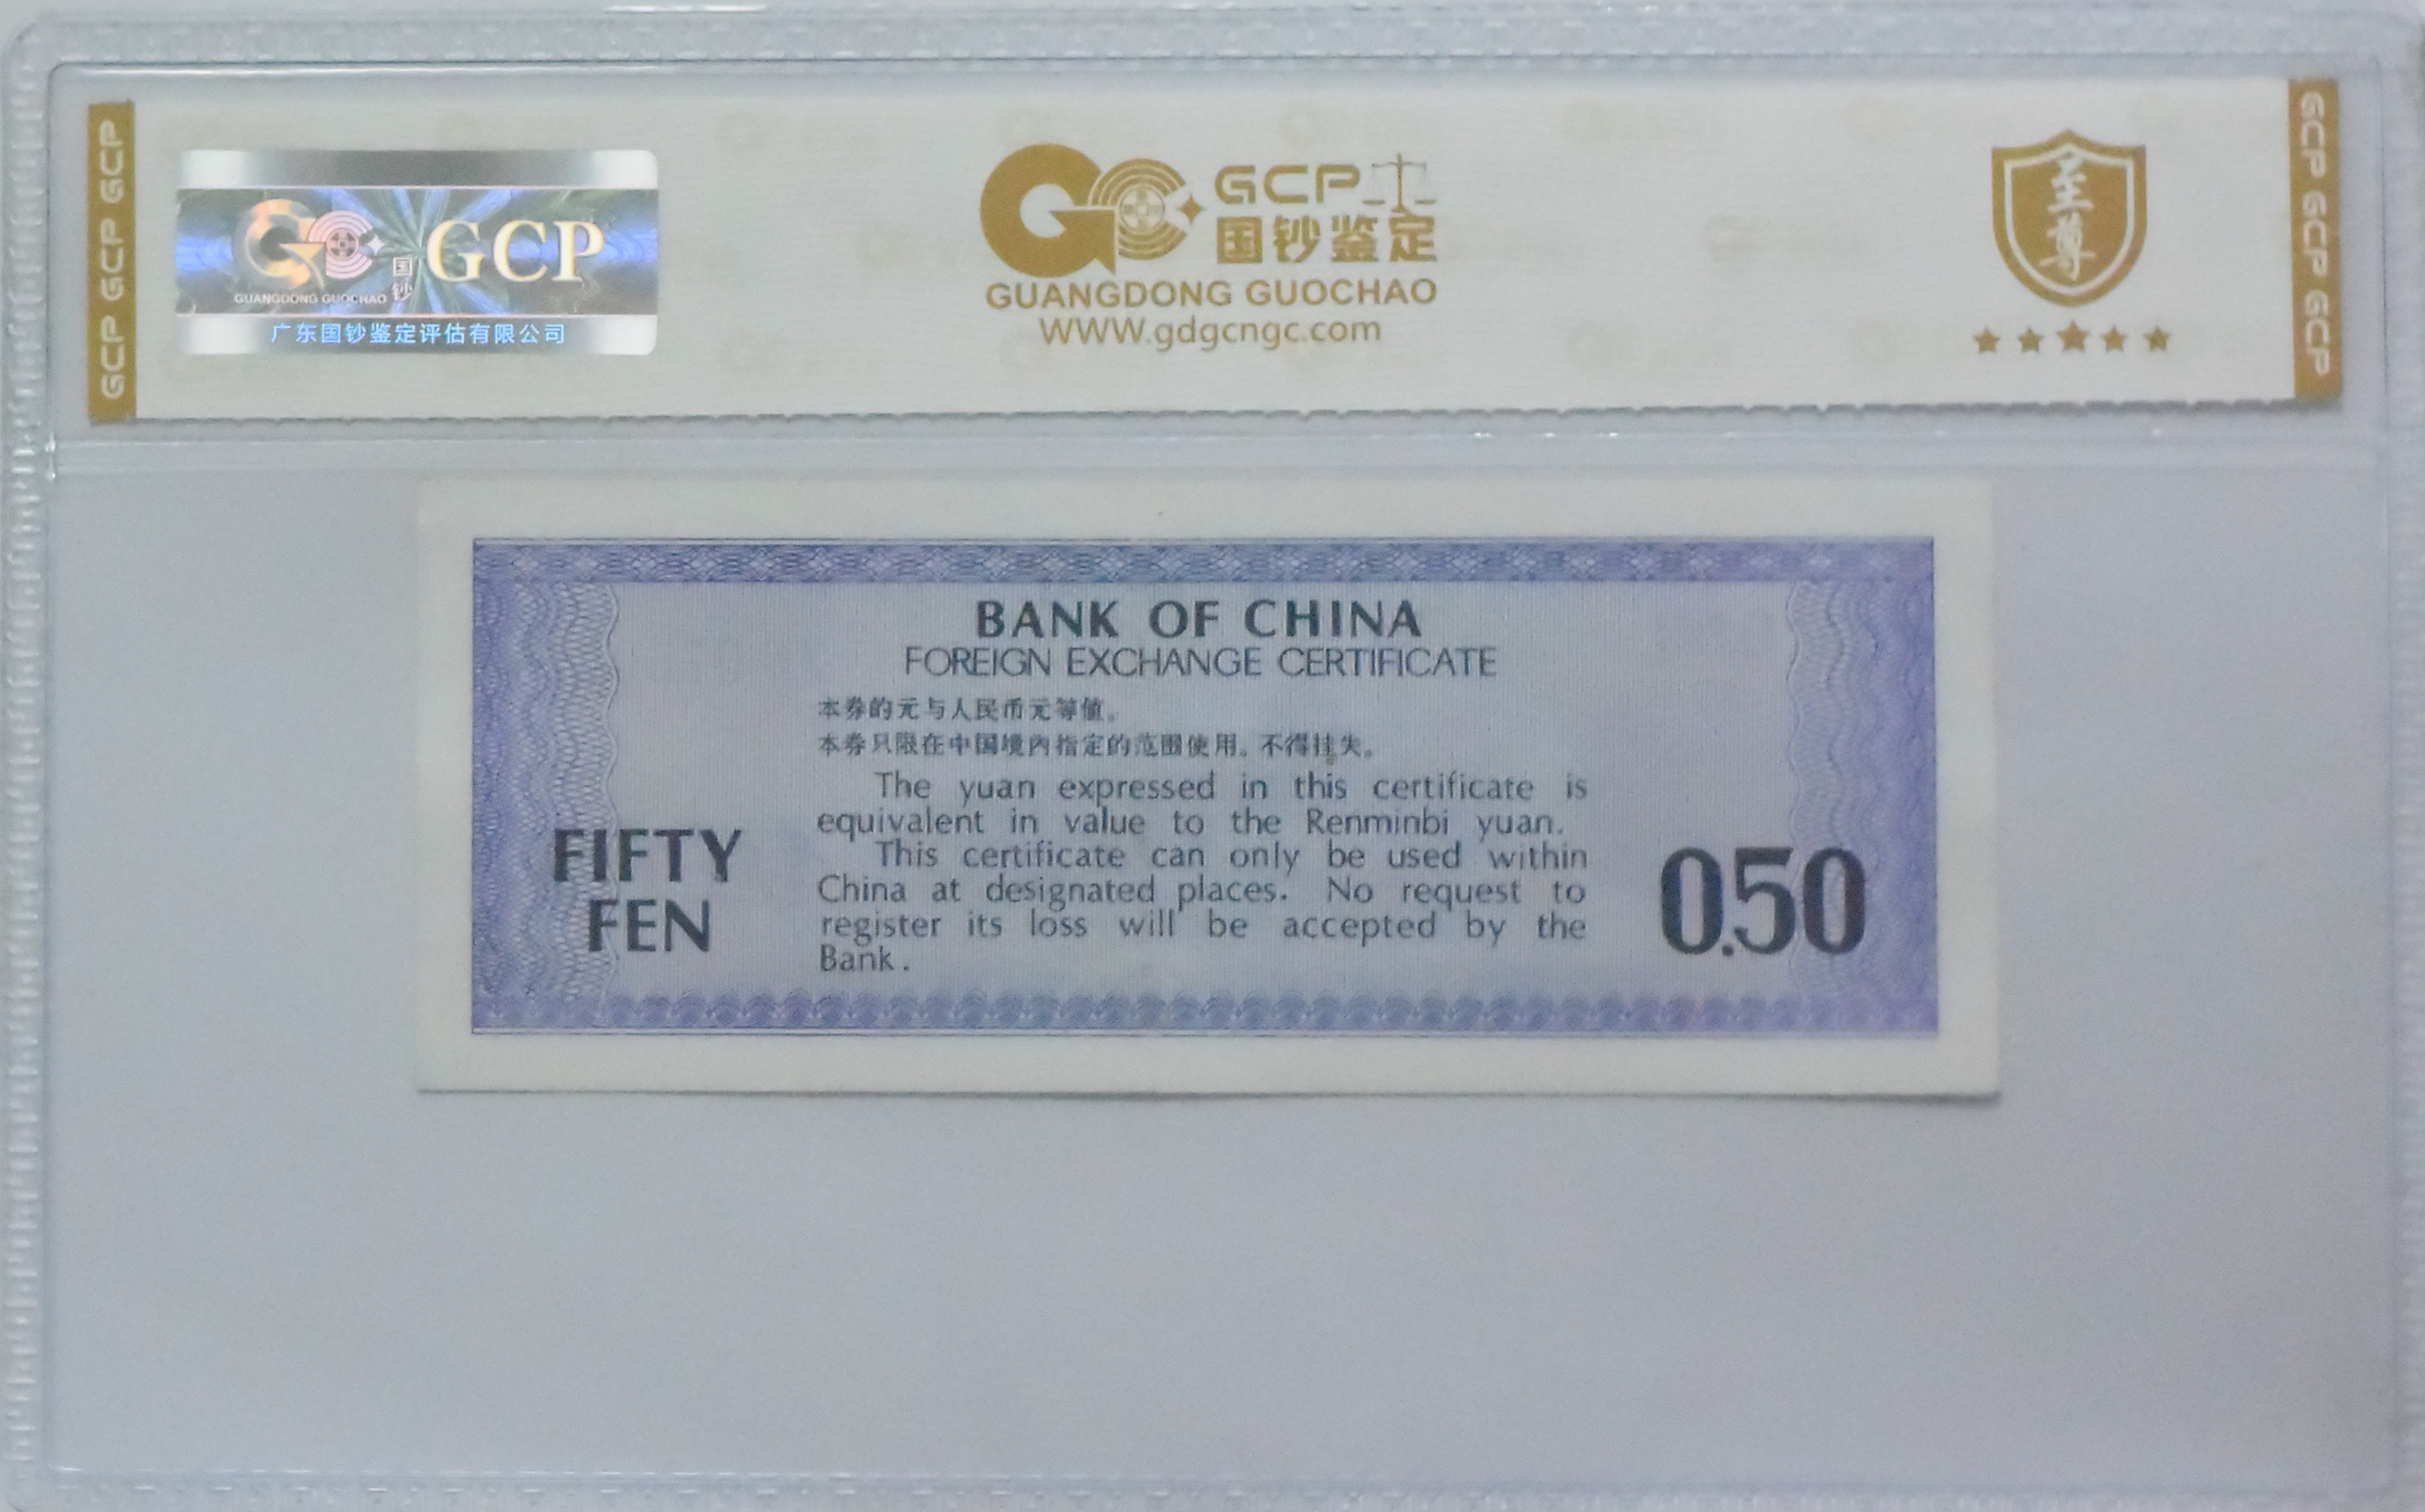 GCP GCP GCP
GCP
国钞
GUANGDONG GUOCHAO
广东国钞鉴定评估有限公司
GCP
国钞鉴定
GUANGDONG GUOCHAO
WWW.gdgcngc.com
至尊
GCP GCP GCP
BANK OF CHINA
FOREIGN EXCHANGE CERTIFICATE
本券的元与人民币元等值。
本券只限在中国境内指定的范围使用。不得挂失。
The yuan expressed in this certificate is
equivalent in value to the Renminbi yuan.
This certificate can only be used within
China at designated places. No request to
register its loss will be accepted by the
Bank.
FIFTY
FEN
0.50